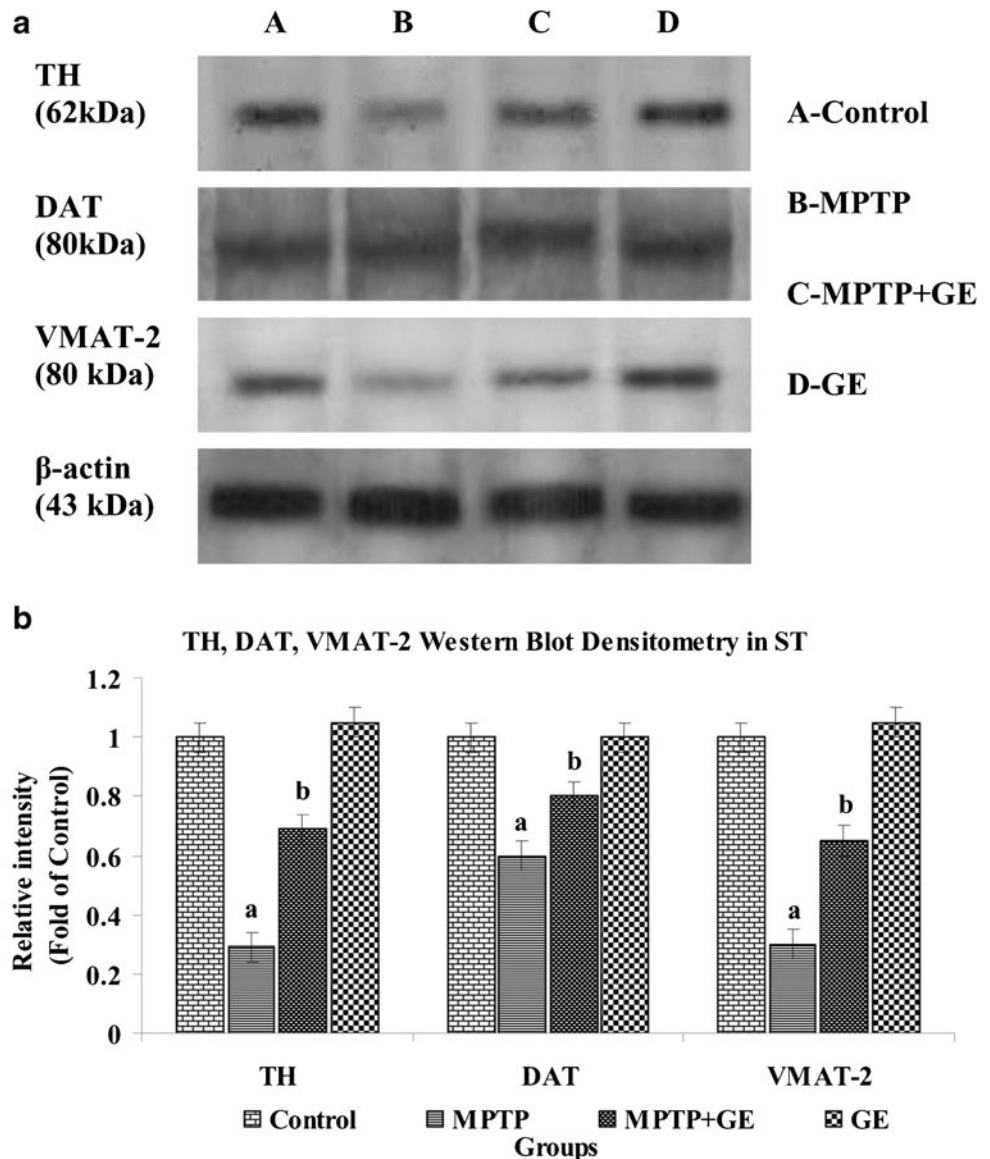 a
A B C D
TH
(62kDa)
A-Control
DAT
(80kDa)
B-MPTP
C-MPTP+GE
VMAT-2
(80 kDa)
D-GE
β-actin
(43 kDa)
b
TH, DAT, VMAT-2 Western Blot Densitometry in ST
Relative intensity
(Fold of Control)
1.2
1
0.8
0.6
0.4
0.2
0
a
b
a
b
a
b
TH DAT VMAT-2
Control MPTP MPTP+GE GE
Groups